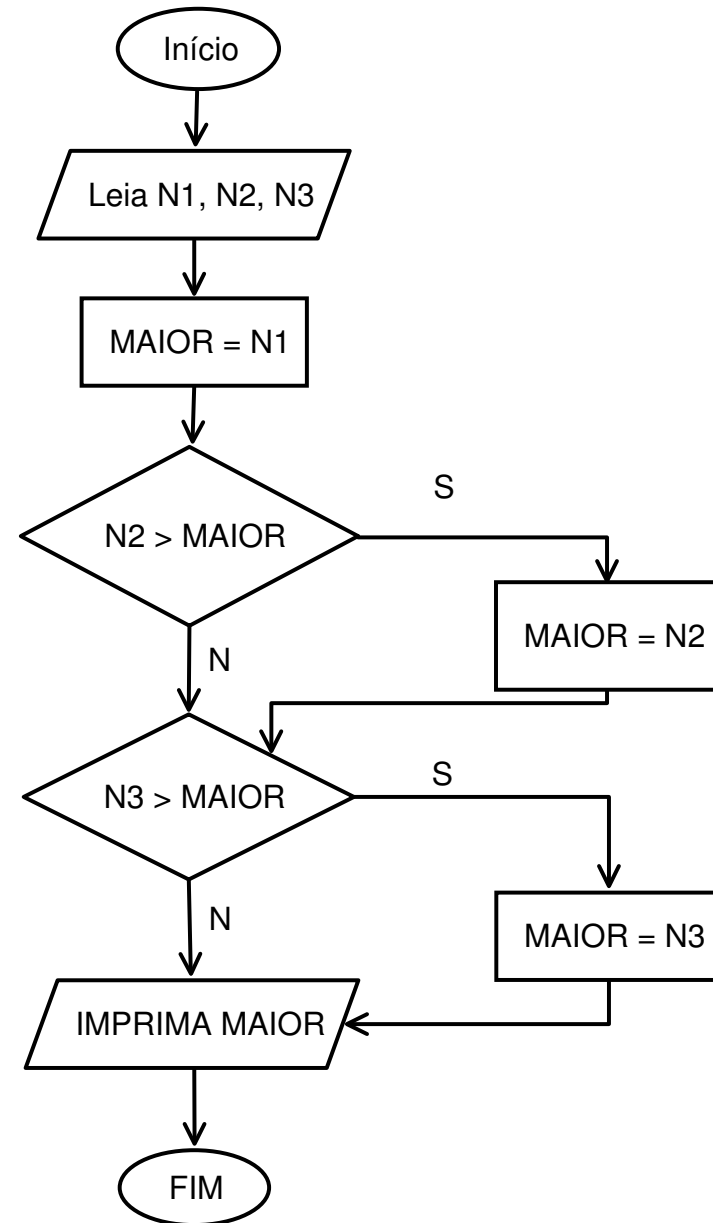 Início
Leia N1, N2, N3
MAIOR = N1
N2 > MAIOR
S
MAIOR = N2
N
N3 > MAIOR
S
MAIOR = N3
N
IMPRIMA MAIOR
FIM